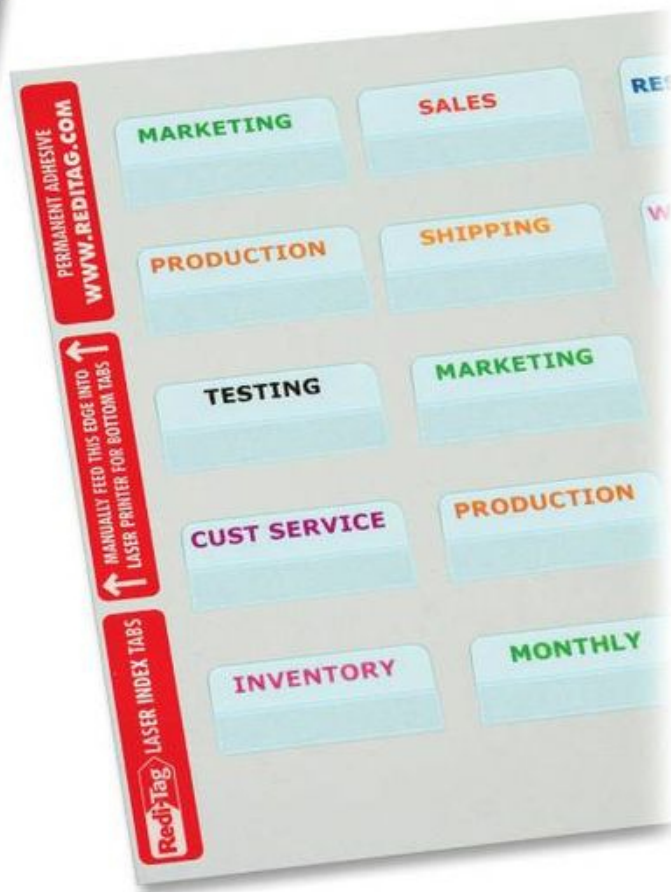 PERMANENT ADHESIVE
WWW.REDITAG.COM
MANUALLY FEED THIS EDGE INTO
LASER PRINTER FOR BOTTOM TABS
Redi-Tag LASER INDEX TABS
MARKETING
SALES
PRODUCTION
SHIPPING
TESTING
MARKETING
CUST SERVICE
PRODUCTION
INVENTORY
MONTHLY